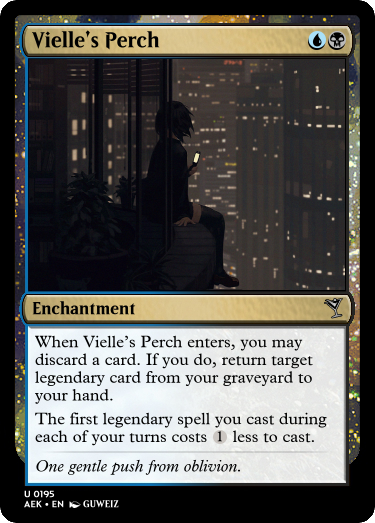 Vielle's Perch
Enchantment
When Vielle's Perch enters, you may
discard a card. If you do, return target
legendary card from your graveyard to
your hand.
The first legendary spell you cast during
each of your turns costs 1 less to cast.
One gentle push from oblivion.
U 0195
AEK • EN GUWEIZ